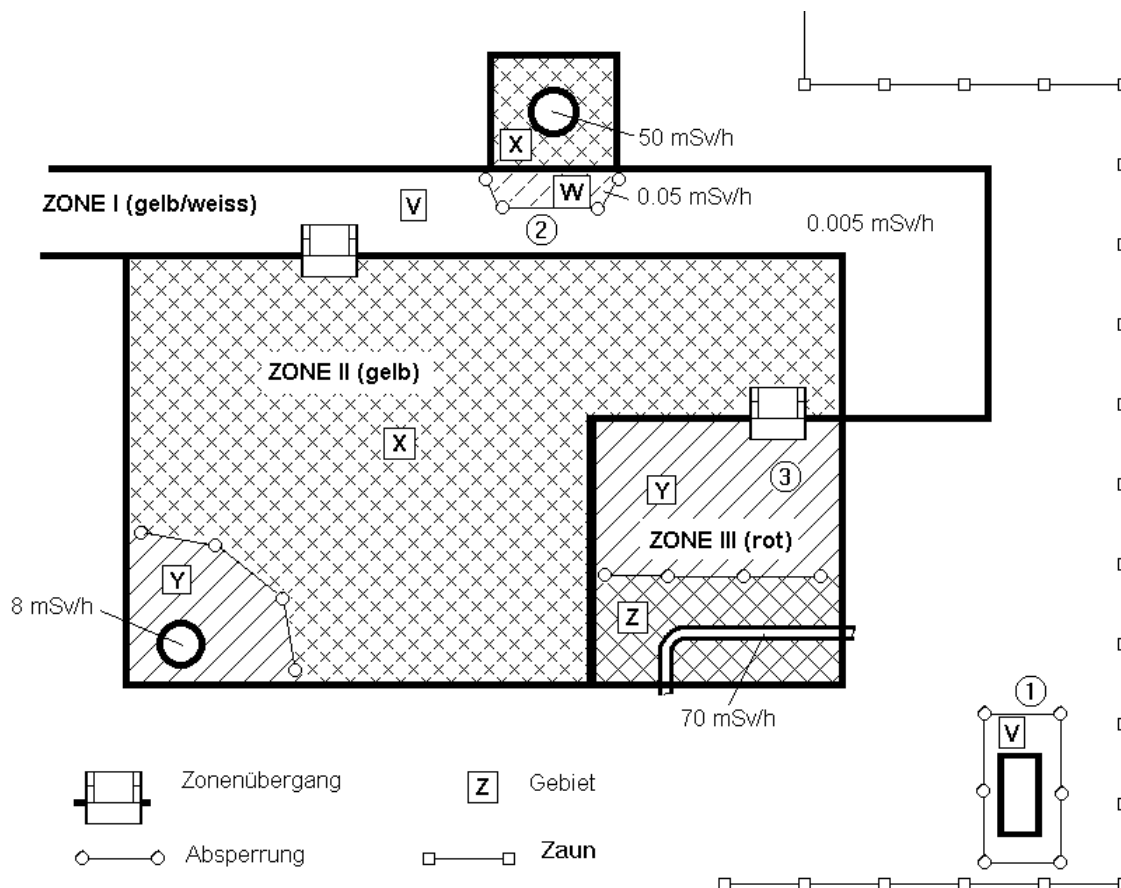 50 mSv/h
X
W
ZONE I (gelb/weiss)
V
0.05 mSv/h
2
0.005 mSv/h
ZONE II (gelb)
X
Y
3
ZONE III (rot)
Y
8 mSv/h
Z
70 mSv/h
1
V
Zonenübergang
Z
Gebiet
Absperrung
Zaun